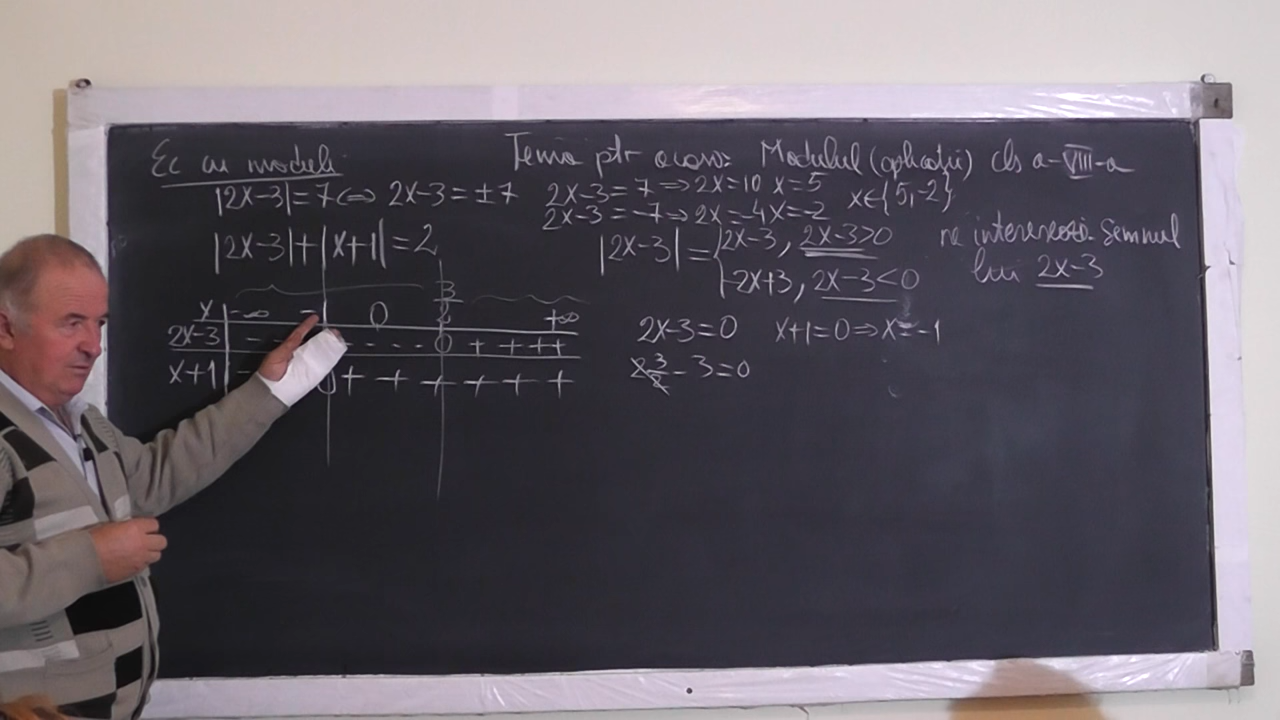 Ec cu moduli
Tema ptr acasă: Modulul (aplicații) cls a-VIII-a
|2x-3|=7 ⇔ 2x-3=±7
2x-3=7 ⇒ 2x=10 x=5
2x-3=-7 ⇒ 2x=-4 x=-2
x∈{5,-2}
|2x-3|+|x+1|=2
|2x-3|={2x-3, 2x-3>0
-2x+3, 2x-3<0
ne interesează semnul
lui 2x-3
x -∞ - 0 3/2 +∞
2x-3 - - - - - - 0 + + + +
x+1 - 0 + + + + + +
2x-3=0 x+1=0 ⇒ x=-1
2 3/2 - 3=0